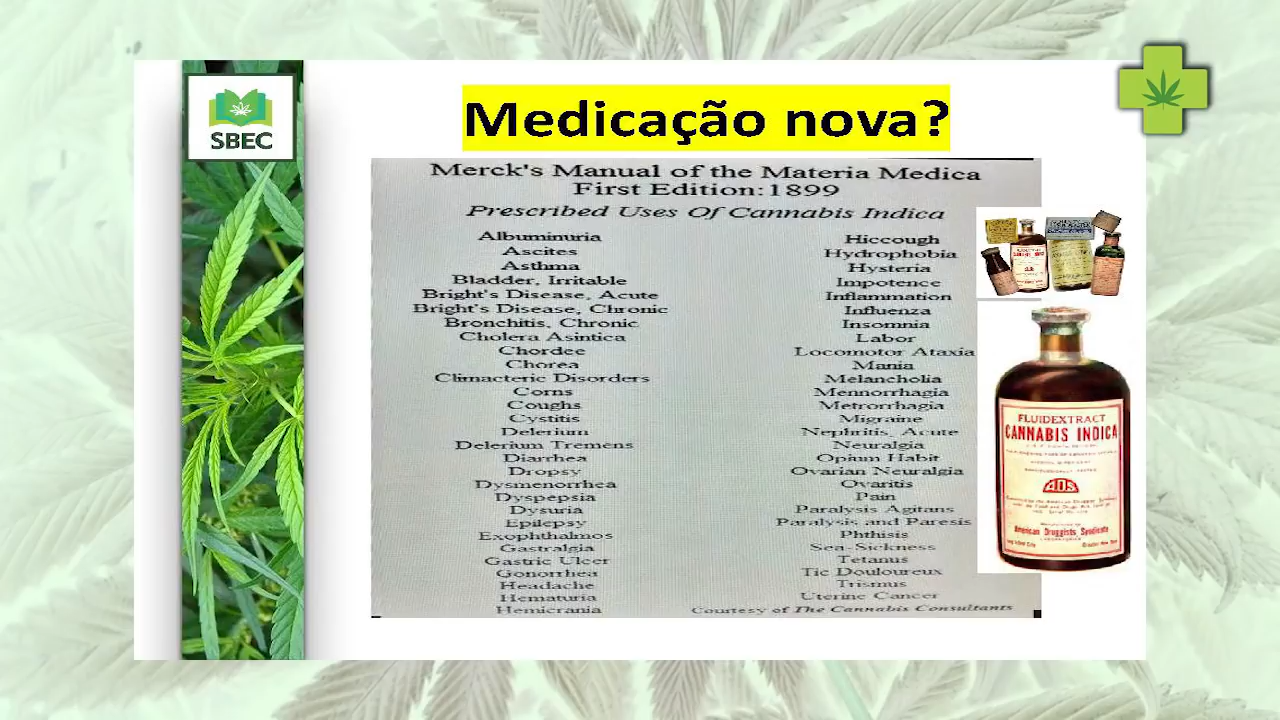 SBEC
Medicação nova?
Merck's Manual of the Materia Medica
First Edition:1899
Prescribed Uses Of Cannabis Indica
Albuminuria
Ascites
Asthma
Bladder, Irritable
Bright's Disease, Acute
Bright's Disease, Chronic
Bronchitis, Chronic
Cholera Asintica
Chordee
Chorea
Climacteric Disorders
Corns
Coughs
Cystitis
Delerium
Delerium Tremens
Diarrhea
Dropsy
Dysmenorrhea
Dyspepsia
Dysuria
Epilepsy
Exophthalmos
Gastralgia
Gastric Ulcer
Gonorrhea
Headache
Hematuria
Hemicrania
Hiccough
Hydrophobia
Hysteria
Impotence
Inflammation
Influenza
Insomnia
Labor
Locomotor Ataxia
Mania
Melancholia
Mennorrhagia
Metrorrhagia
Migraine
Nephritis, Acute
Neuralgia
Opium Habit
Ovarian Neuralgia
Ovaritis
Pain
Paralysis Agitans
Paralysis and Paresis
Phthisis
Sea-Sickness
Tetanus
Tic Douloureux
Trismus
Uterine Cancer
Courtesy of The Cannabis Consultants
FLUIDEXTRACT
CANNABIS INDICA
ADS
American Druggists Syndicate